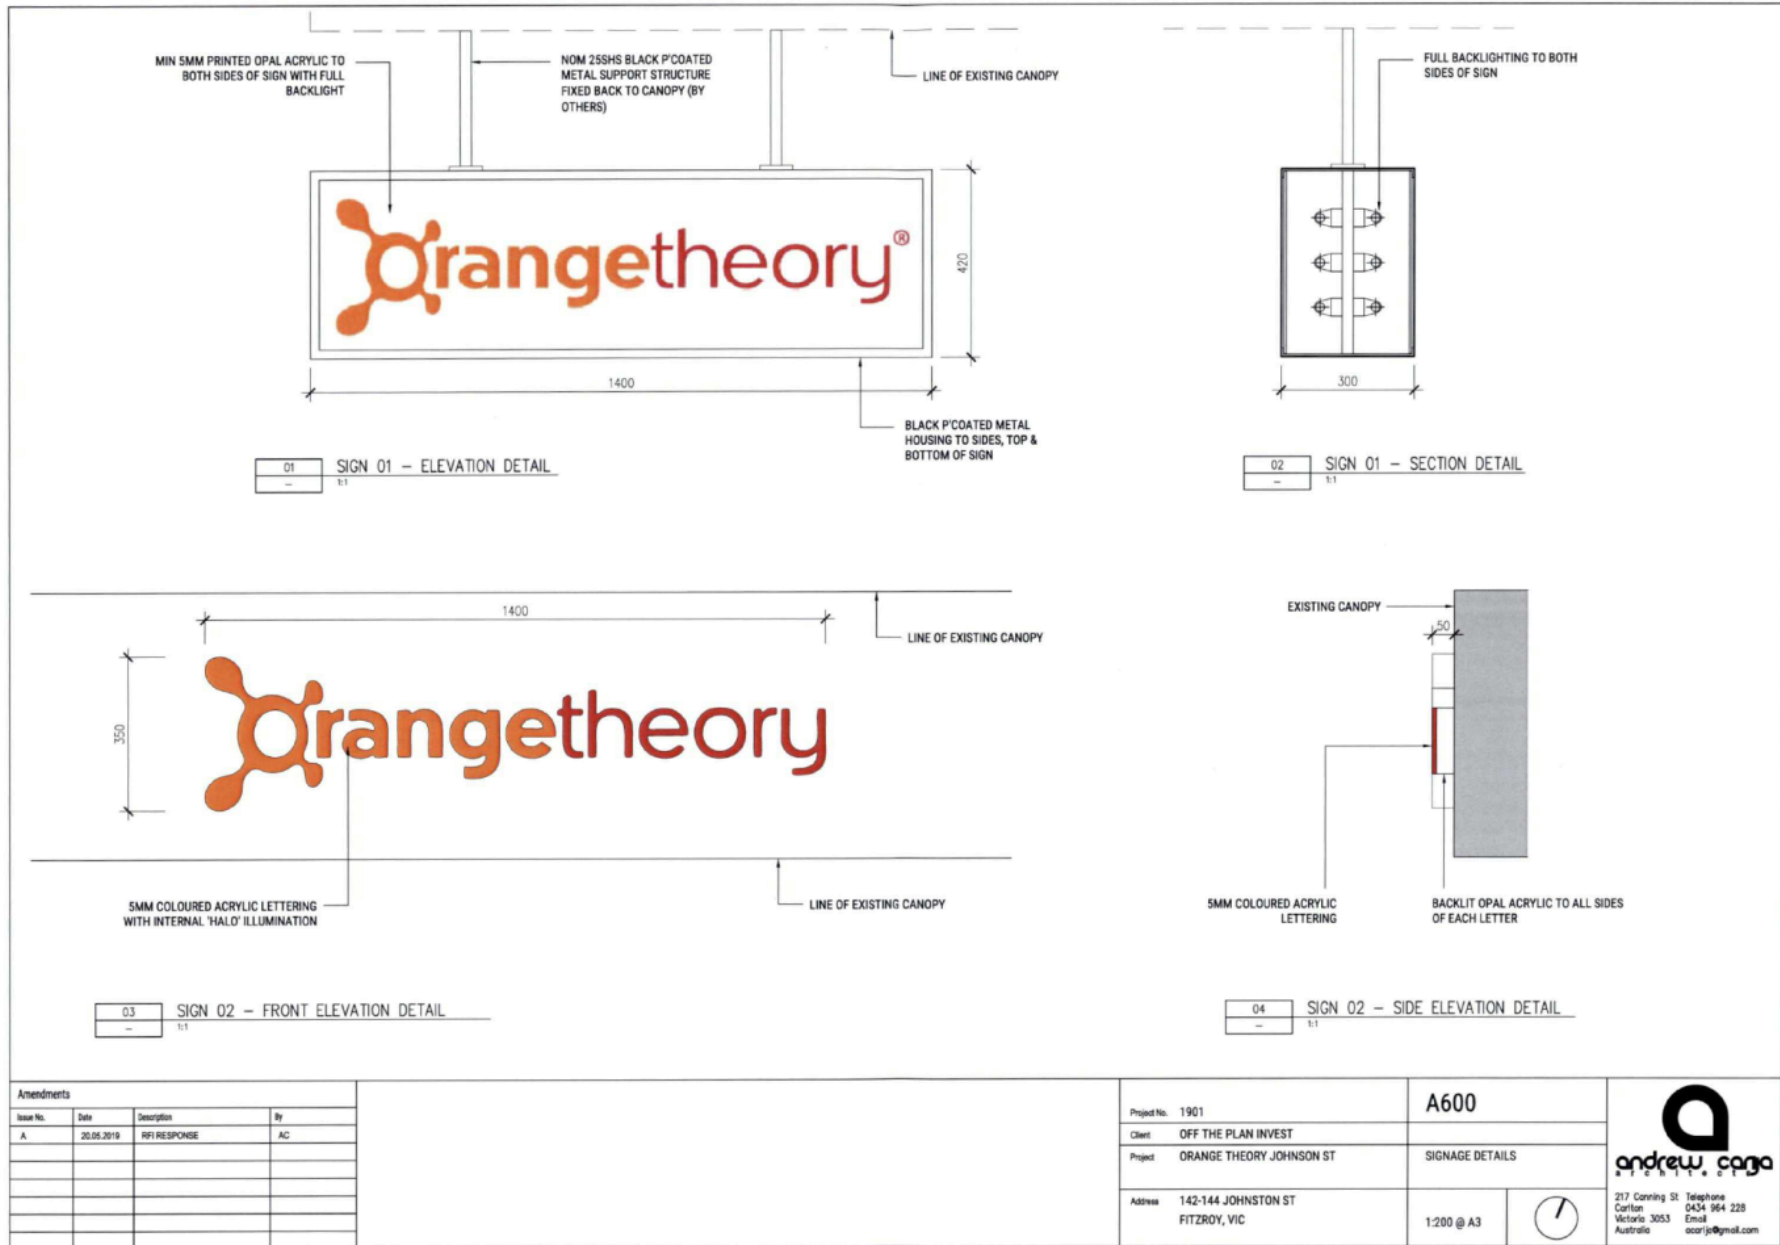 MIN 5MM PRINTED OPAL ACRYLIC TO
BOTH SIDES OF SIGN WITH FULL
BACKLIGHT
NOM 25SHS BLACK P'COATED
METAL SUPPORT STRUCTURE
FIXED BACK TO CANOPY (BY
OTHERS)
LINE OF EXISTING CANOPY
orangetheory®
420
1400
BLACK P'COATED METAL
HOUSING TO SIDES, TOP &
BOTTOM OF SIGN
01
–
SIGN 01 – ELEVATION DETAIL
1:1
FULL BACKLIGHTING TO BOTH
SIDES OF SIGN
300
02
–
SIGN 01 – SECTION DETAIL
1:1
1400
LINE OF EXISTING CANOPY
350
orangetheory
5MM COLOURED ACRYLIC LETTERING
WITH INTERNAL 'HALO' ILLUMINATION
LINE OF EXISTING CANOPY
03
–
SIGN 02 – FRONT ELEVATION DETAIL
1:1
EXISTING CANOPY
50
5MM COLOURED ACRYLIC
LETTERING
BACKLIT OPAL ACRYLIC TO ALL SIDES
OF EACH LETTER
04
–
SIGN 02 – SIDE ELEVATION DETAIL
1:1
Amendments
Issue No. Date Description By
A 20.05.2019 RFI RESPONSE AC
Project No. 1901
Client OFF THE PLAN INVEST
Project ORANGE THEORY JOHNSON ST
Address 142-144 JOHNSTON ST
FITZROY, VIC
A600
SIGNAGE DETAILS
1:200 @ A3
andrew carija
architects
217 Canning St Telephone
Carlton 0434 964 228
Victoria 3053 Email
Australia acarija@gmail.com